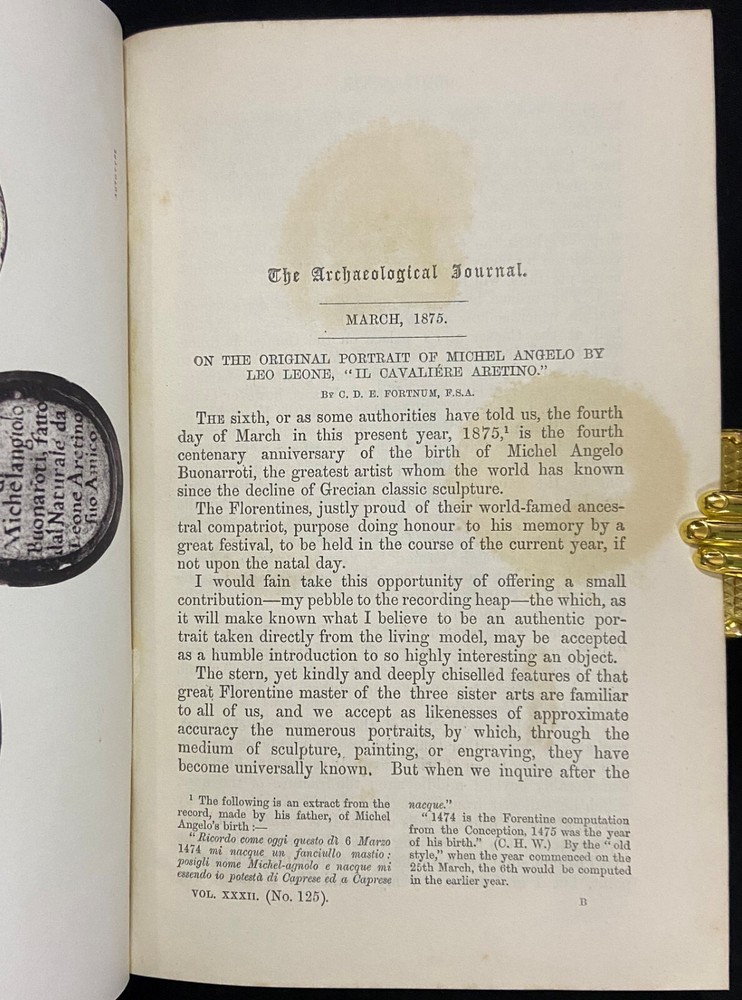 AUTOTYPE
Michelangiolo
Buonarroti, fatto
dal Naturale da
Leone Aretino
suo Amico.
The Archaeological Journal.
MARCH, 1875.
ON THE ORIGINAL PORTRAIT OF MICHEL ANGELO BY
LEO LEONE, “IL CAVALIÉRE ARETINO.”
By C. D. E. FORTNUM, F.S.A.
THE sixth, or as some authorities have told us, the fourth
day of March in this present year, 1875,¹ is the fourth
centenary anniversary of the birth of Michel Angelo
Buonarroti, the greatest artist whom the world has known
since the decline of Grecian classic sculpture.
The Florentines, justly proud of their world-famed ances-
tral compatriot, purpose doing honour to his memory by a
great festival, to be held in the course of the current year, if
not upon the natal day.
I would fain take this opportunity of offering a small
contribution—my pebble to the recording heap—the which, as
it will make known what I believe to be an authentic por-
trait taken directly from the living model, may be accepted
as a humble introduction to so highly interesting an object.
The stern, yet kindly and deeply chiselled features of that
great Florentine master of the three sister arts are familiar
to all of us, and we accept as likenesses of approximate
accuracy the numerous portraits, by which, through the
medium of sculpture, painting, or engraving, they have
become universally known. But when we inquire after the
¹ The following is an extract from the
record, made by his father, of Michel
Angelo's birth :—
“Ricordo come oggi questo dì 6 Marzo
1474 mi nacque un fanciullo mastio :
posigli nome Michel-agnolo e nacque mi
essendo io potestà di Caprese ed a Caprese
nacque.”
“1474 is the Forentine computation
from the Conception, 1475 was the year
of his birth.” (C. H. W.) By the “old
style,” when the year commenced on the
25th March, the 6th would be computed
in the earlier year.
VOL. XXXII. (No. 125).
B